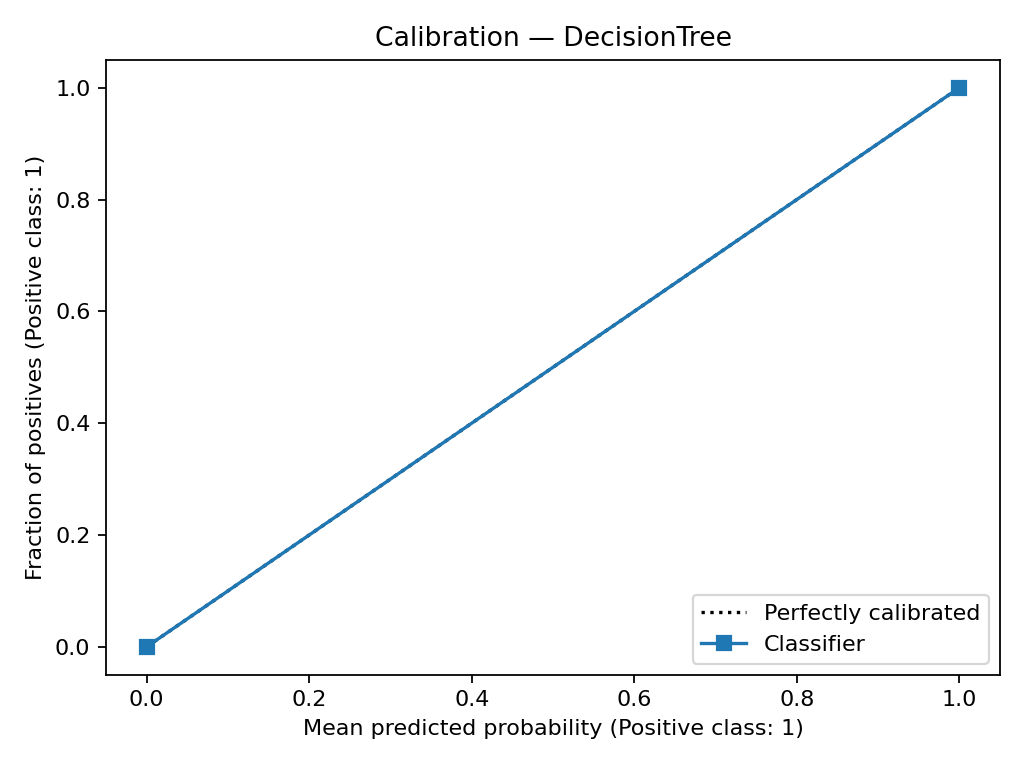 Calibration — DecisionTree
Fraction of positives (Positive class: 1)
1.0
0.8
0.6
0.4
0.2
0.0
Perfectly calibrated
Classifier
0.0 0.2 0.4 0.6 0.8 1.0
Mean predicted probability (Positive class: 1)